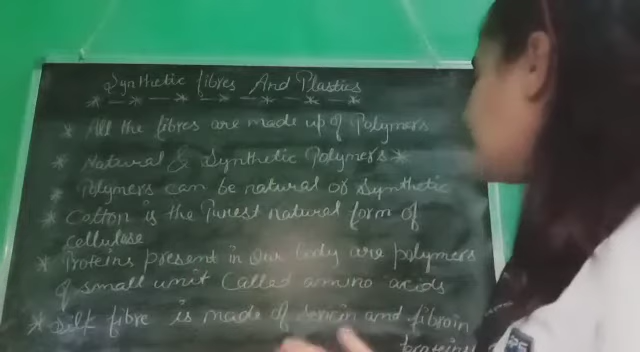 Synthetic fibres And Plastics
* All the fibres are made up of Polymers
* Natural & Synthetic Polymers *
* Polymers can be natural or Synthetic
* Cotton is the Purest natural form of
cellulose
* Proteins present in our body are polymers
of small unit called amino acids
* Silk fibre is made of sericin and fibroin
proteins